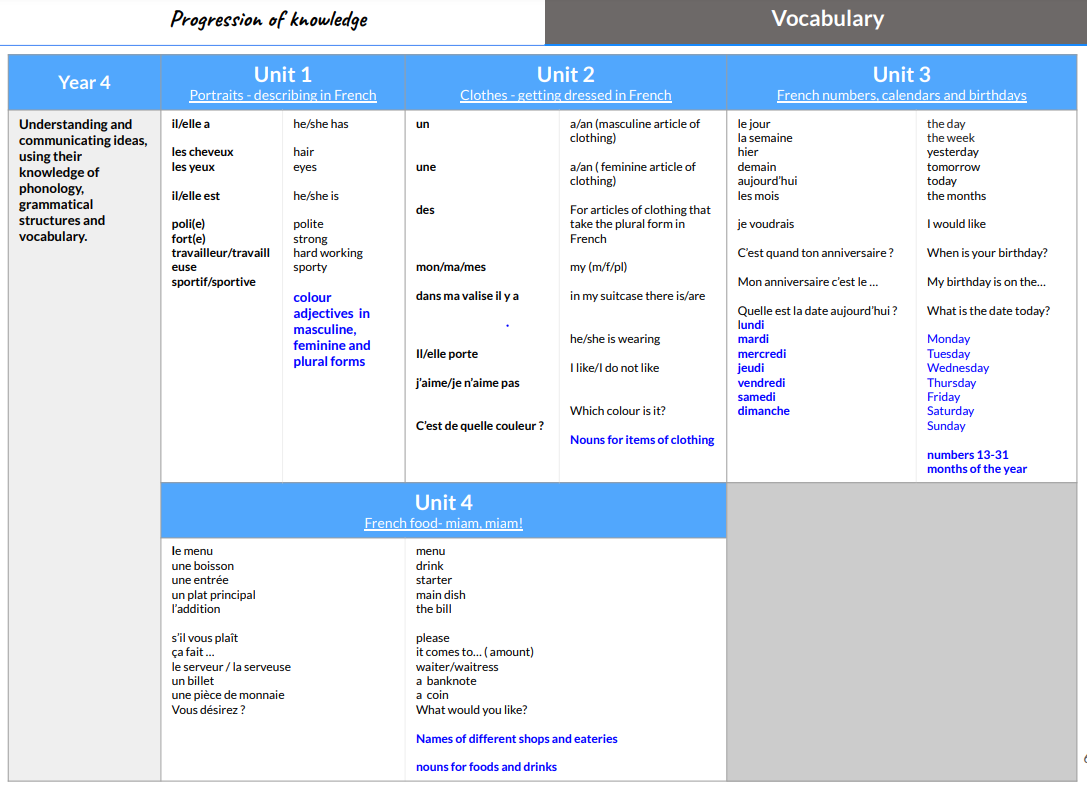 Progression of knowledge
Vocabulary
Year 4
Unit 1
Portraits - describing in French
Unit 2
Clothes - getting dressed in French
Unit 3
French numbers, calendars and birthdays
Understanding and
communicating ideas,
using their
knowledge of
phonology,
grammatical
structures and
vocabulary.
il/elle a
les cheveux
les yeux
il/elle est
poli(e)
fort(e)
travailleur/travaill
euse
sportif/sportive
he/she has
hair
eyes
he/she is
polite
strong
hard working
sporty
colour
adjectives in
masculine,
feminine and
plural forms
un
une
des
mon/ma/mes
dans ma valise il y a
Il/elle porte
j'aime/je n'aime pas
C'est de quelle couleur ?
a/an (masculine article of
clothing)
a/an ( feminine article of
clothing)
For articles of clothing that
take the plural form in
French
my (m/f/pl)
in my suitcase there is/are
.
he/she is wearing
I like/I do not like
Which colour is it?
Nouns for items of clothing
le jour
la semaine
hier
demain
aujourd'hui
les mois
je voudrais
C'est quand ton anniversaire ?
Mon anniversaire c'est le ...
Quelle est la date aujourd'hui ?
lundi
mardi
mercredi
jeudi
vendredi
samedi
dimanche
the day
the week
yesterday
tomorrow
today
the months
I would like
When is your birthday?
My birthday is on the...
What is the date today?
Monday
Tuesday
Wednesday
Thursday
Friday
Saturday
Sunday
numbers 13-31
months of the year
Unit 4
French food- miam, miam!
le menu
une boisson
une entrée
un plat principal
l'addition
s'il vous plaît
ça fait ...
le serveur / la serveuse
un billet
une pièce de monnaie
Vous désirez ?
menu
drink
starter
main dish
the bill
please
it comes to... ( amount)
waiter/waitress
a banknote
a coin
What would you like?
Names of different shops and eateries
nouns for foods and drinks